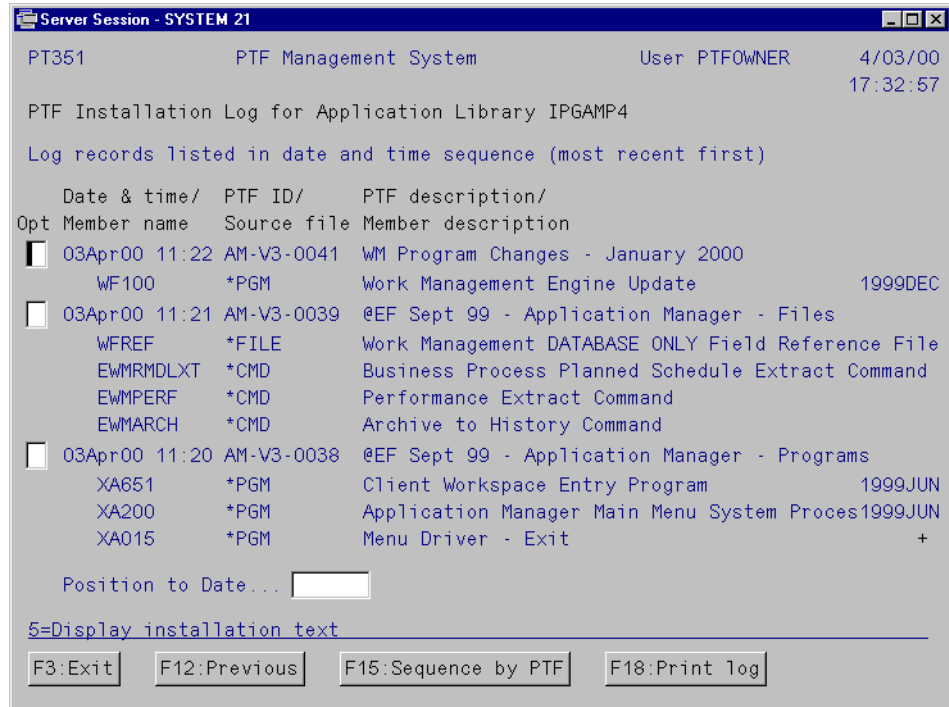 Server Session - SYSTEM 21
PT351 PTF Management System User PTFOWNER 4/03/00
17:32:57
PTF Installation Log for Application Library IPGAMP4
Log records listed in date and time sequence (most recent first)
Date & time/ PTF ID/ PTF description/
Opt Member name Source file Member description
03Apr00 11:22 AM-V3-0041 WM Program Changes - January 2000
WF100 *PGM Work Management Engine Update 1999DEC
03Apr00 11:21 AM-V3-0039 @EF Sept 99 - Application Manager - Files
WFREF *FILE Work Management DATABASE ONLY Field Reference File
EWMRMDLXT *CMD Business Process Planned Schedule Extract Command
EWMPERF *CMD Performance Extract Command
EWMARCH *CMD Archive to History Command
03Apr00 11:20 AM-V3-0038 @EF Sept 99 - Application Manager - Programs
XA651 *PGM Client Workspace Entry Program 1999JUN
XA200 *PGM Application Manager Main Menu System Proces1999JUN
XA015 *PGM Menu Driver - Exit +
Position to Date...
5=Display installation text
F3:Exit F12:Previous F15:Sequence by PTF F18:Print log